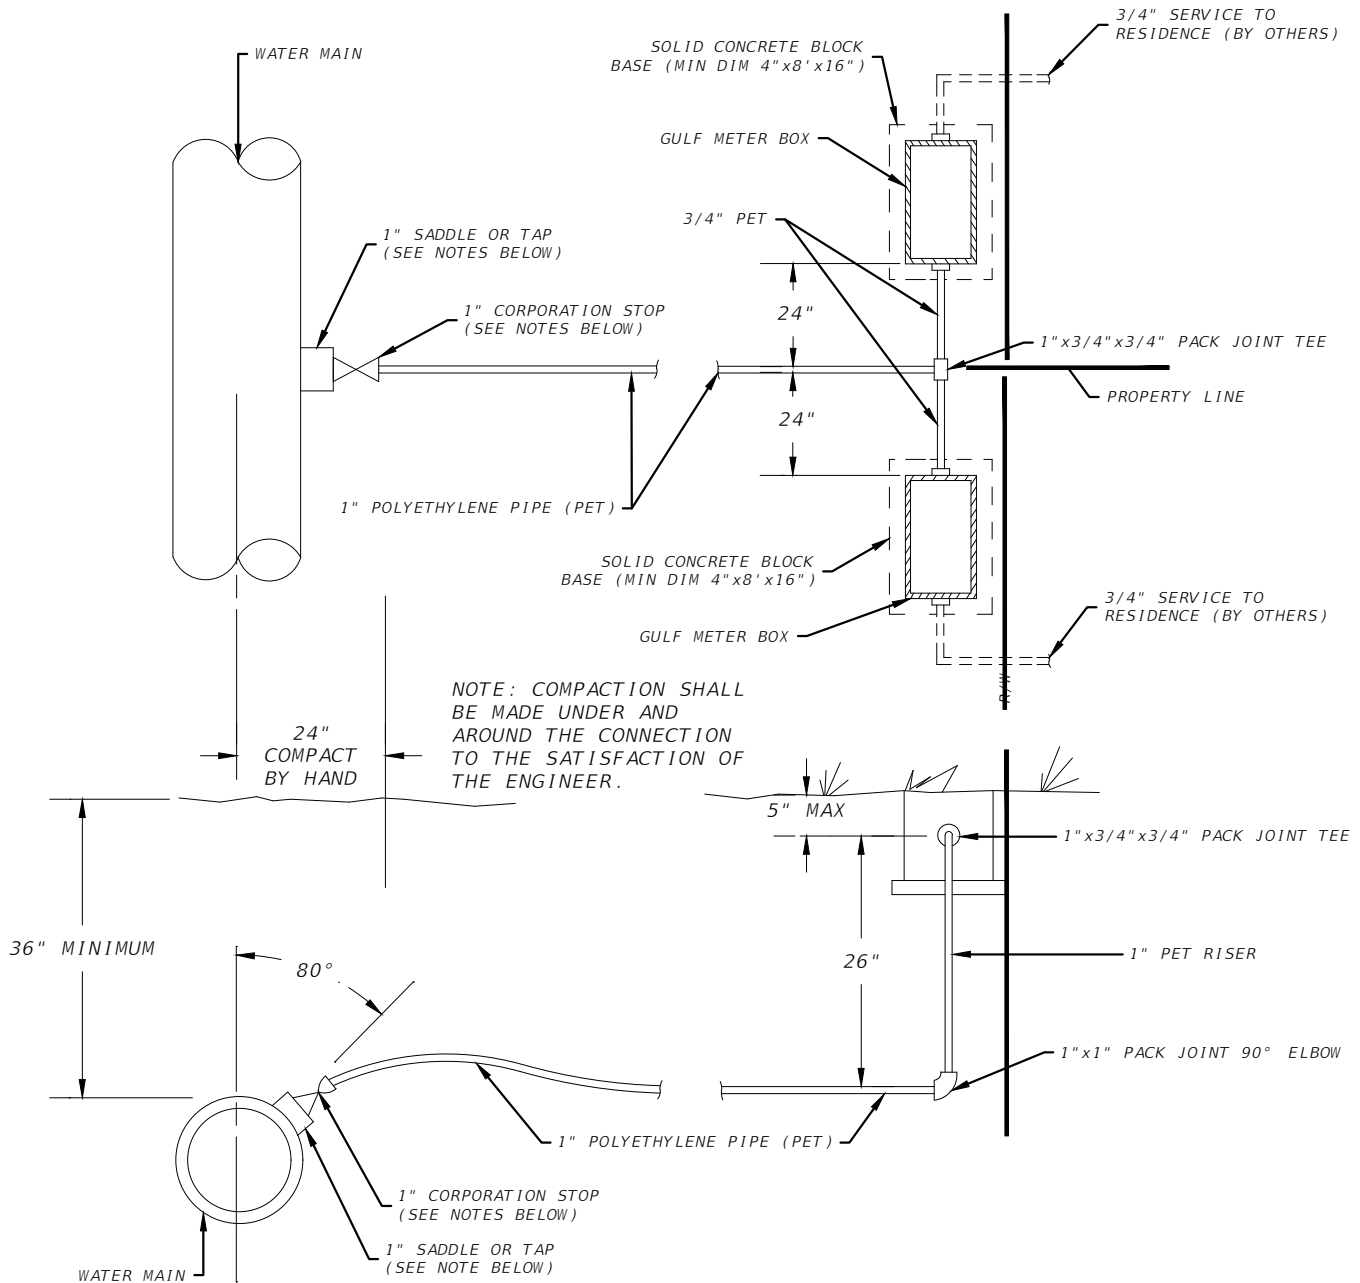 3/4" SERVICE TO
RESIDENCE (BY OTHERS)
SOLID CONCRETE BLOCK
BASE (MIN DIM 4"x8'x16")
WATER MAIN
GULF METER BOX
3/4" PET
1" SADDLE OR TAP
(SEE NOTES BELOW)
1" CORPORATION STOP
(SEE NOTES BELOW)
24"
1"x3/4"x3/4" PACK JOINT TEE
PROPERTY LINE
24"
1" POLYETHYLENE PIPE (PET)
SOLID CONCRETE BLOCK
BASE (MIN DIM 4"x8'x16")
3/4" SERVICE TO
RESIDENCE (BY OTHERS)
GULF METER BOX
R/W
NOTE: COMPACTION SHALL
BE MADE UNDER AND
AROUND THE CONNECTION
TO THE SATISFACTION OF
THE ENGINEER.
24"
COMPACT
BY HAND
5" MAX
1"x3/4"x3/4" PACK JOINT TEE
36" MINIMUM
26"
1" PET RISER
80°
1"x1" PACK JOINT 90° ELBOW
1" POLYETHYLENE PIPE (PET)
1" CORPORATION STOP
(SEE NOTES BELOW)
1" SADDLE OR TAP
(SEE NOTE BELOW)
WATER MAIN